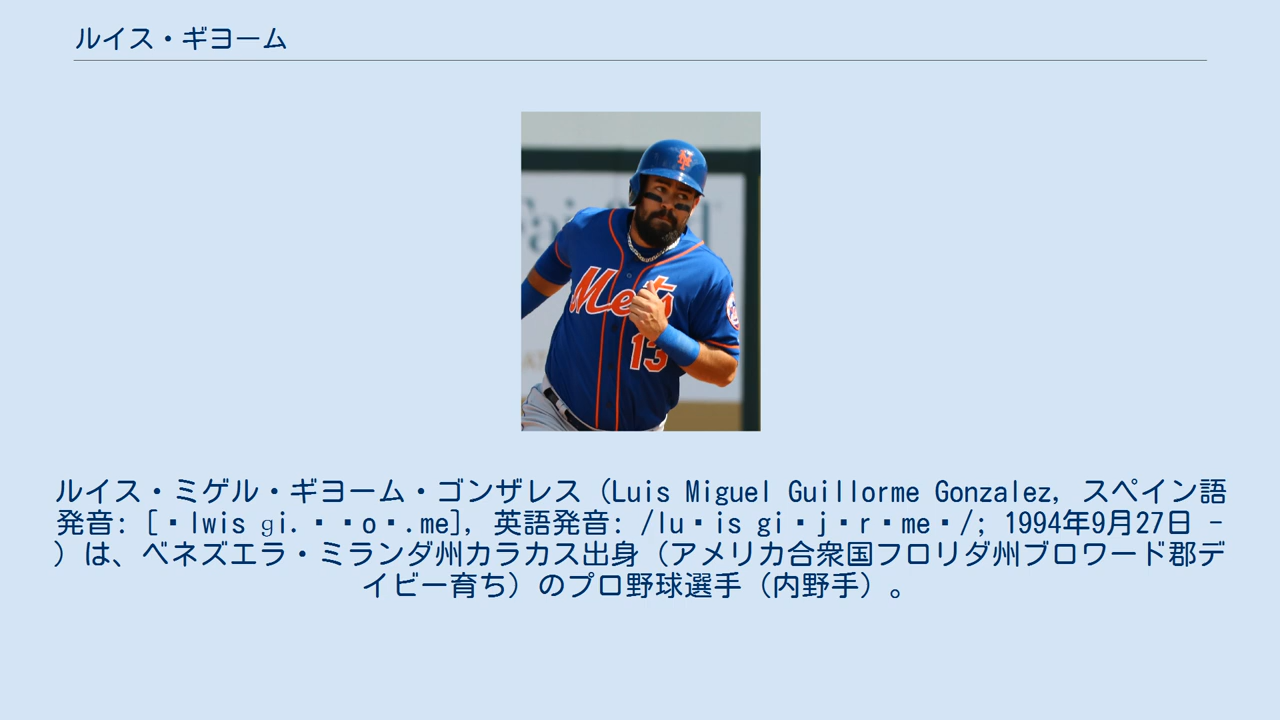 ルイス・ギヨーム
Mets
13
ルイス・ミゲル・ギヨーム・ゴンザレス（Luis Miguel Guillorme Gonzalez, スペイン語
発音: [▪lwis gi.▪▪o▪.me], 英語発音: /lu▪is gi▪j▪r▪me▪/; 1994年9月27日 -
）は、ベネズエラ・ミランダ州カラカス出身（アメリカ合衆国フロリダ州ブロワード郡デ
イビー育ち）のプロ野球選手（内野手）。